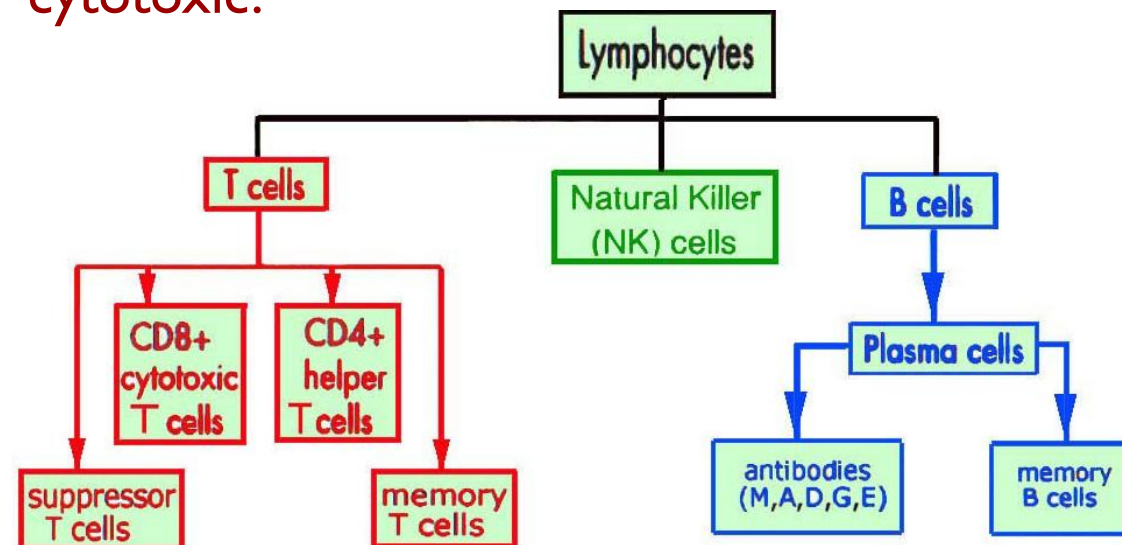 cytotoxic.
Lymphocytes
T cells
Natural Killer
(NK) cells
B cells
CD8+
cytotoxic
T cells
CD4+
helper
T cells
Plasma cells
suppressor
T cells
memory
T cells
antibodies
(M,A,D,G,E)
memory
B cells